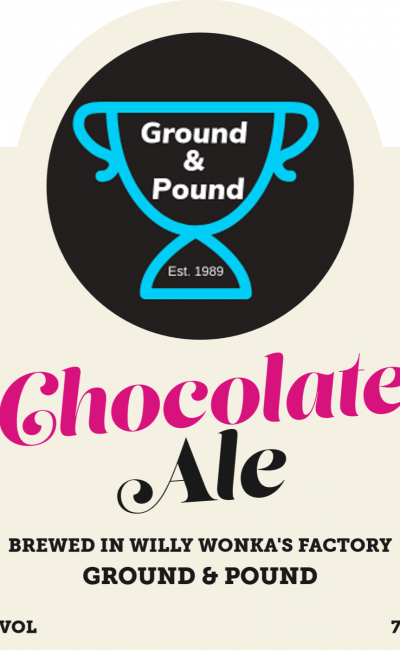 Ground
&
Pound
Est. 1989
Chocolate
Ale
BREWED IN WILLY WONKA'S FACTORY
GROUND & POUND
VOL 7